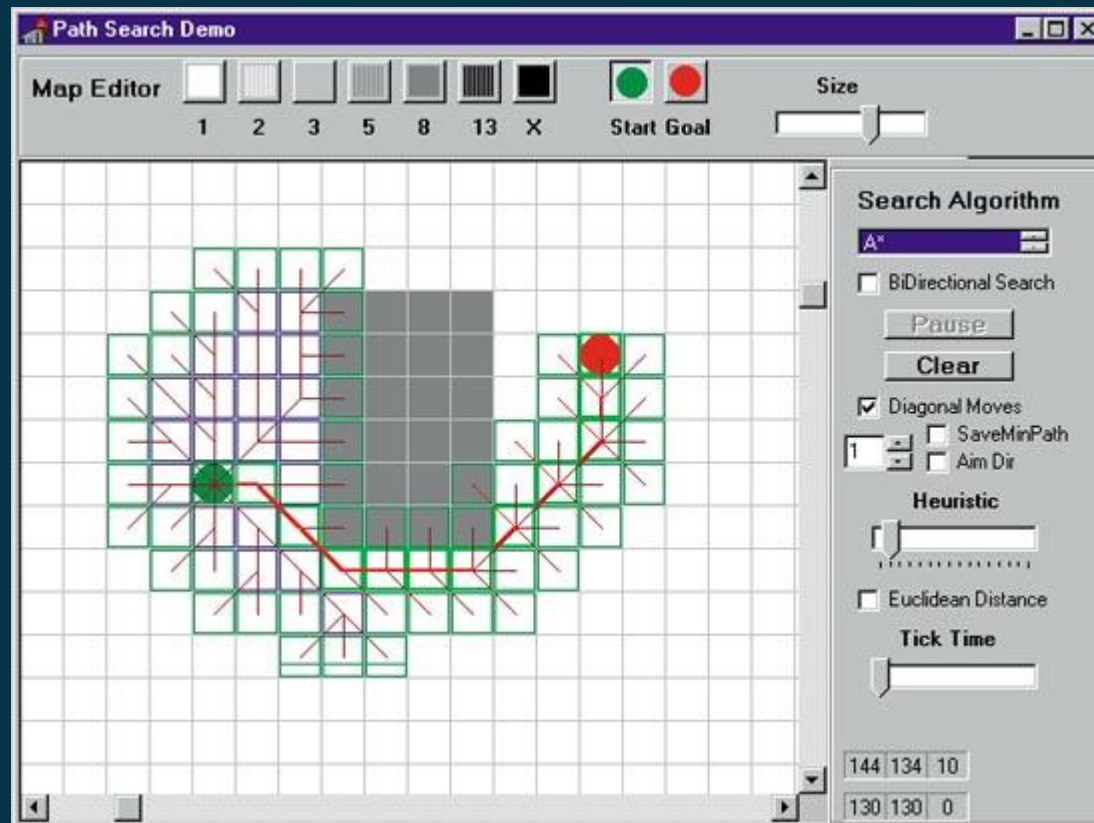 Path Search Demo
Map Editor
1 2 3 5 8 13 X
Start Goal
Size
Search Algorithm
A*
BiDirectional Search
Pause
Clear
Diagonal Moves
1
SaveMinPath
Aim Dir
Heuristic
Euclidean Distance
Tick Time
144 134 10
130 130 0